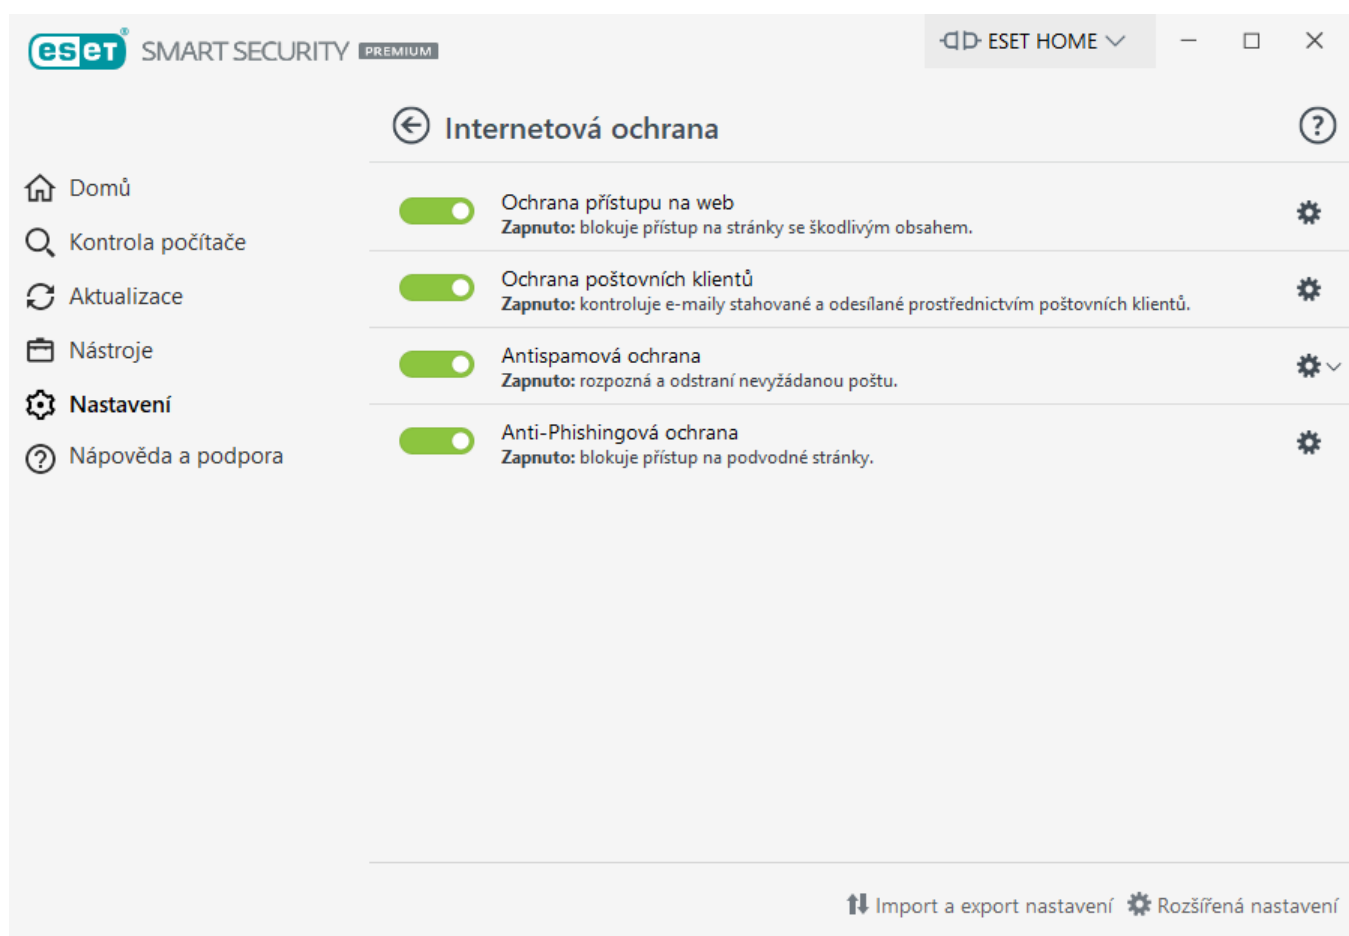 eset® SMART SECURITY PREMIUM
ESET HOME
Internetová ochrana
Domů
Kontrola počítače
Aktualizace
Nástroje
Nastavení
Nápověda a podpora
Ochrana přístupu na web
Zapnuto: blokuje přístup na stránky se škodlivým obsahem.
Ochrana poštovních klientů
Zapnuto: kontroluje e-maily stahované a odesílané prostřednictvím poštovních klientů.
Antispamová ochrana
Zapnuto: rozpozná a odstraní nevyžádanou poštu.
Anti-Phishingová ochrana
Zapnuto: blokuje přístup na podvodné stránky.
Import a export nastavení Rozšířená nastavení